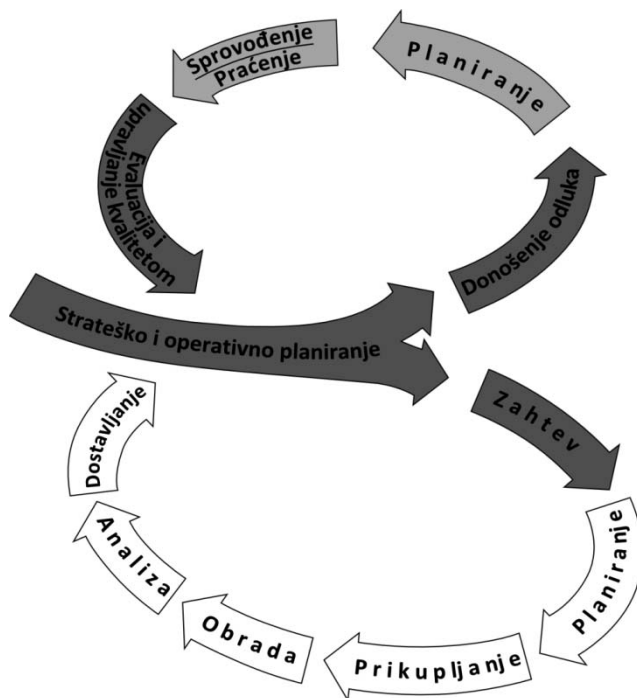 Sprovođenje
Praćenje
Planiranje
Evaluacija i
upravljanje kvalitetom
Donošenje odluka
Strateško i operativno planiranje
Zahtev
Dostavljanje
Analiza
Planiranje
Obrada
Prikupljanje